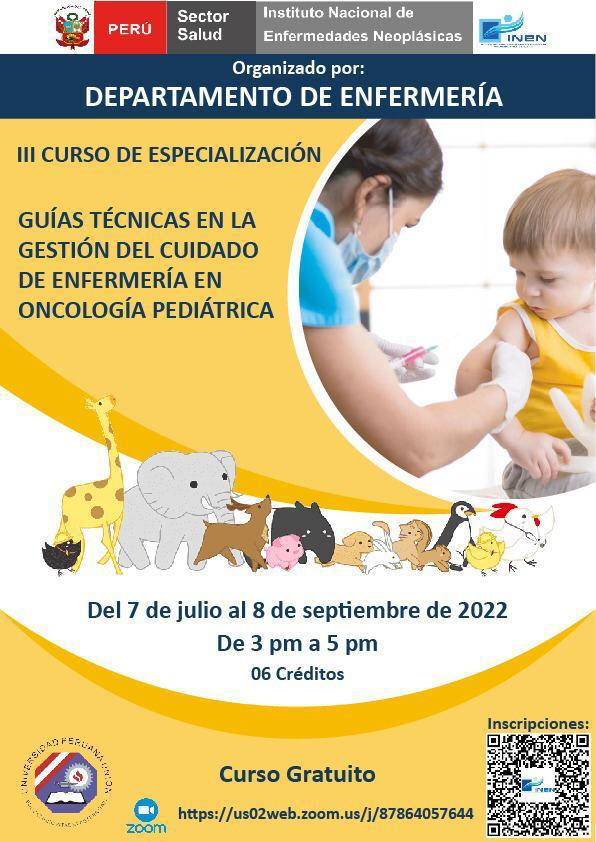 PERÚ
Sector
Salud
Instituto Nacional de
Enfermedades Neoplásicas
INEN
Organizado por:
DEPARTAMENTO DE ENFERMERÍA
III CURSO DE ESPECIALIZACIÓN
GUÍAS TÉCNICAS EN LA
GESTIÓN DEL CUIDADO
DE ENFERMERÍA EN
ONCOLOGÍA PEDIÁTRICA
Del 7 de julio al 8 de septiembre de 2022
De 3 pm a 5 pm
06 Créditos
Inscripciones:
INEN
UNIVERSIDAD PERUANA UNIÓN
Curso Gratuito
zoom
https://us02web.zoom.us/j/87864057644